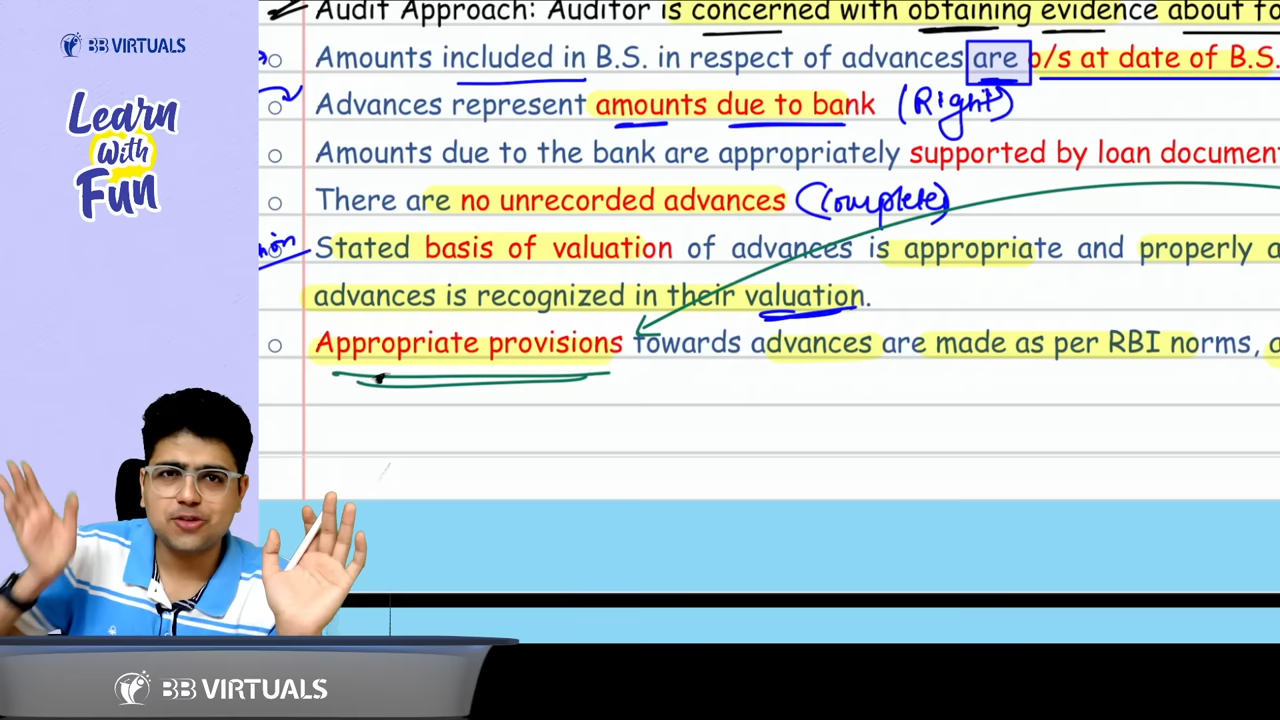 BB VIRTUALS
Learn
with
Fun
Audit Approach: Auditor is concerned with obtaining evidence about fo
Amounts included in B.S. in respect of advances are o/s at date of B.S.
Advances represent amounts due to bank (Right)
Amounts due to the bank are appropriately supported by loan document
There are no unrecorded advances (Complete)
Stated basis of valuation of advances is appropriate and properly a
advances is recognized in their valuation.
Appropriate provisions towards advances are made as per RBI norms, a
BB VIRTUALS